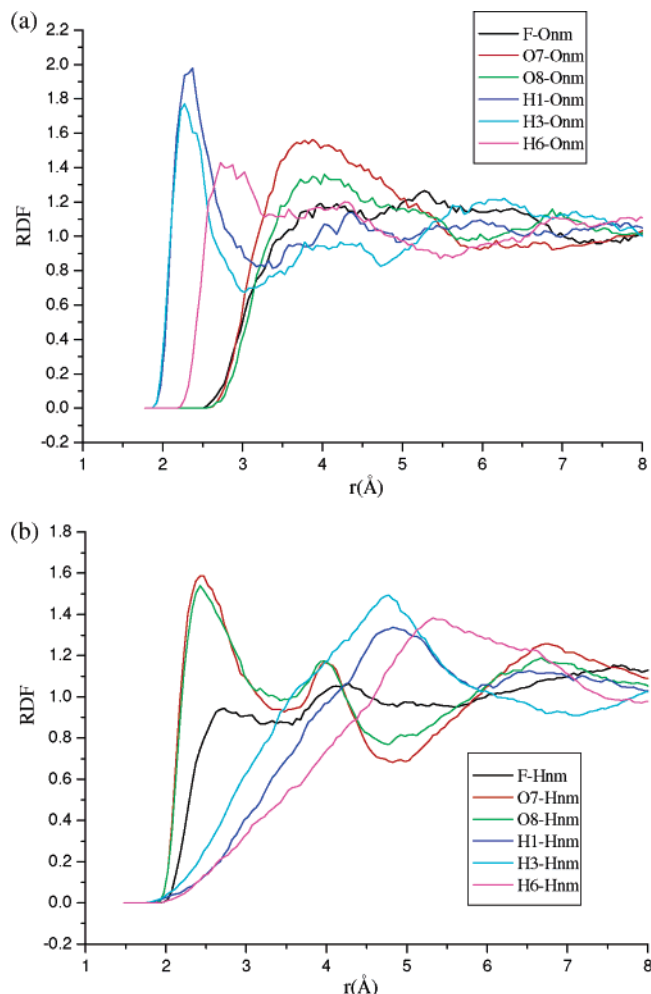 (a)
2.2
2.0
1.8
1.6
1.4
1.2
1.0
0.8
0.6
0.4
0.2
0.0
-0.2
RDF
F-Onm
O7-Onm
O8-Onm
H1-Onm
H3-Onm
H6-Onm
1 2 3 4 5 6 7 8
r(Å)
(b)
1.8
1.6
1.4
1.2
1.0
0.8
0.6
0.4
0.2
0.0
-0.2
RDF
F-Hnm
O7-Hnm
O8-Hnm
H1-Hnm
H3-Hnm
H6-Hnm
1 2 3 4 5 6 7 8
r(Å)